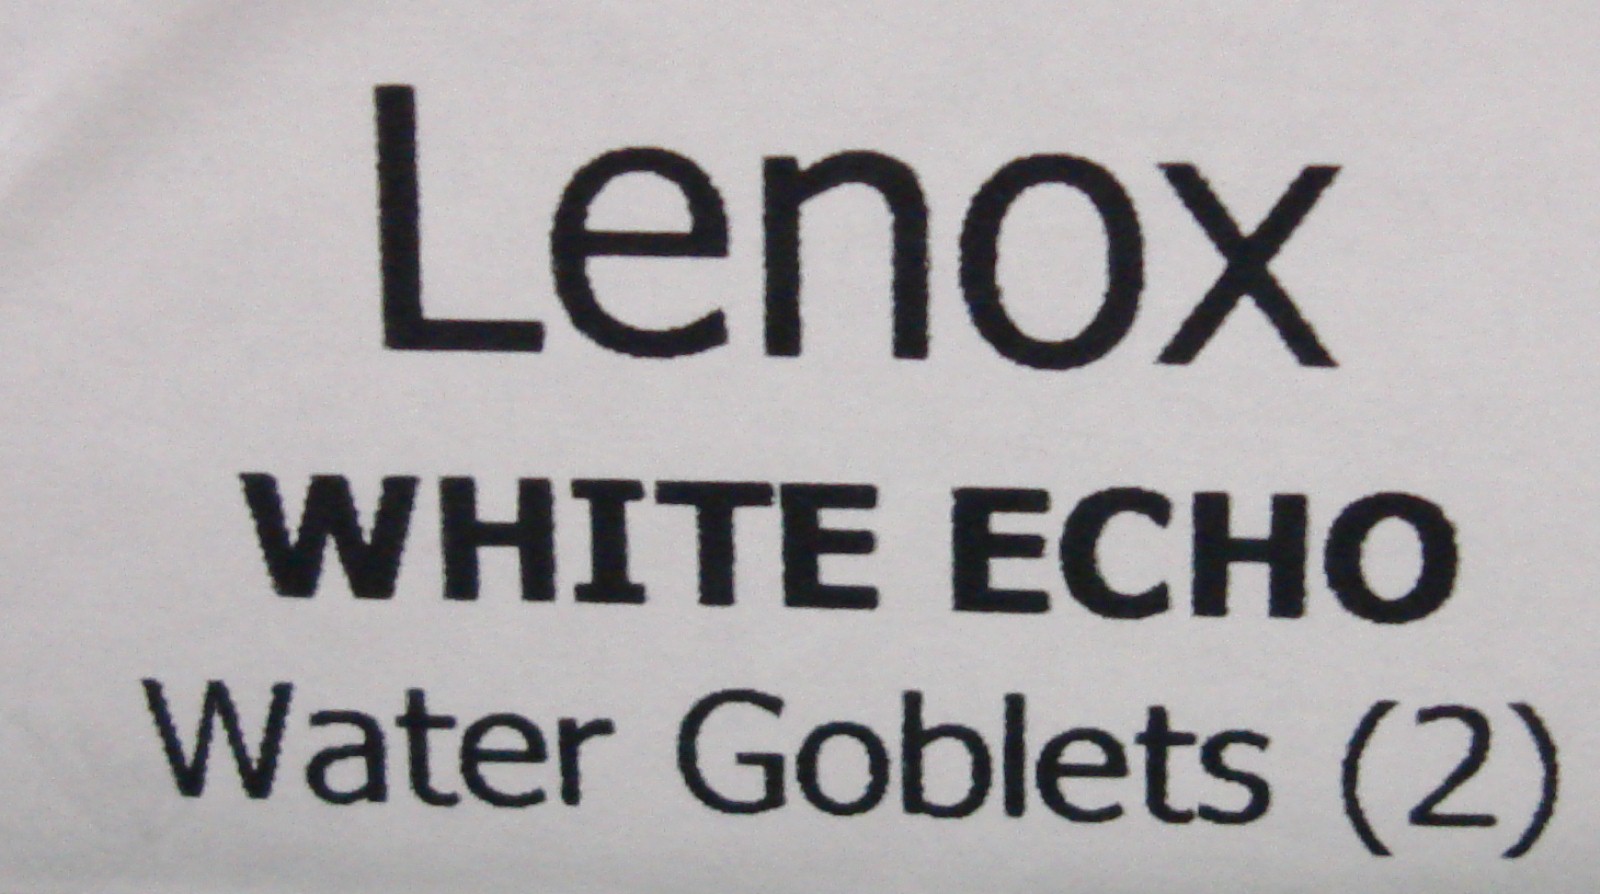 Lenox
WHITE ECHO
Water Goblets (2)